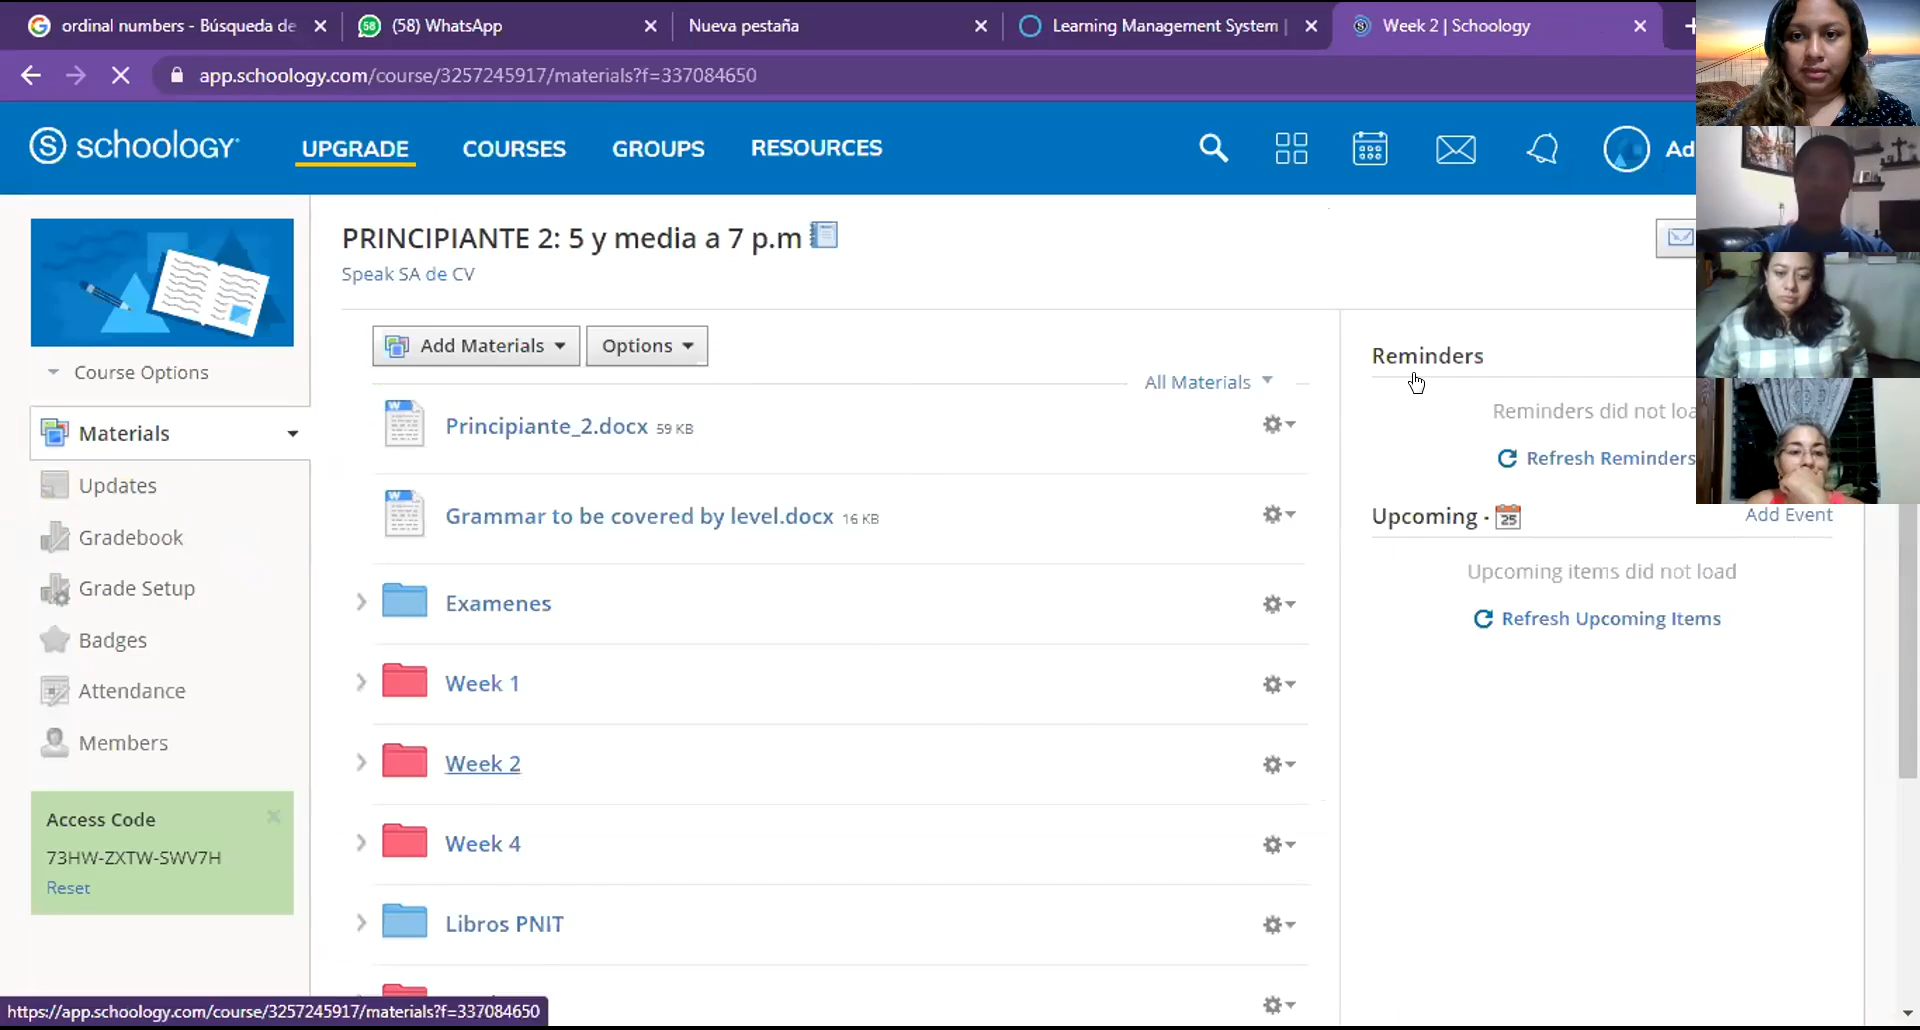 ordinal numbers - Búsqueda de
58
(58) WhatsApp
Nueva pestaña
Learning Management System |
Week 2 | Schoology
app.schoology.com/course/3257245917/materials?f=337084650
S schoology
UPGRADE
COURSES
GROUPS
RESOURCES
Ad
PRINCIPIANTE 2: 5 y media a 7 p.m
Speak SA de CV
Course Options
Materials
Updates
Gradebook
Grade Setup
Badges
Attendance
Members
Access Code
73HW-ZXTW-SWV7H
Reset
Add Materials
Options
All Materials
Principiante_2.docx 59 KB
Grammar to be covered by level.docx 16 KB
Examenes
Week 1
Week 2
Week 4
Libros PNIT
Reminders
Reminders did not loa
Refresh Reminders
Upcoming · 25
Add Event
Upcoming items did not load
Refresh Upcoming Items
https://app.schoology.com/course/3257245917/materials?f=337084650